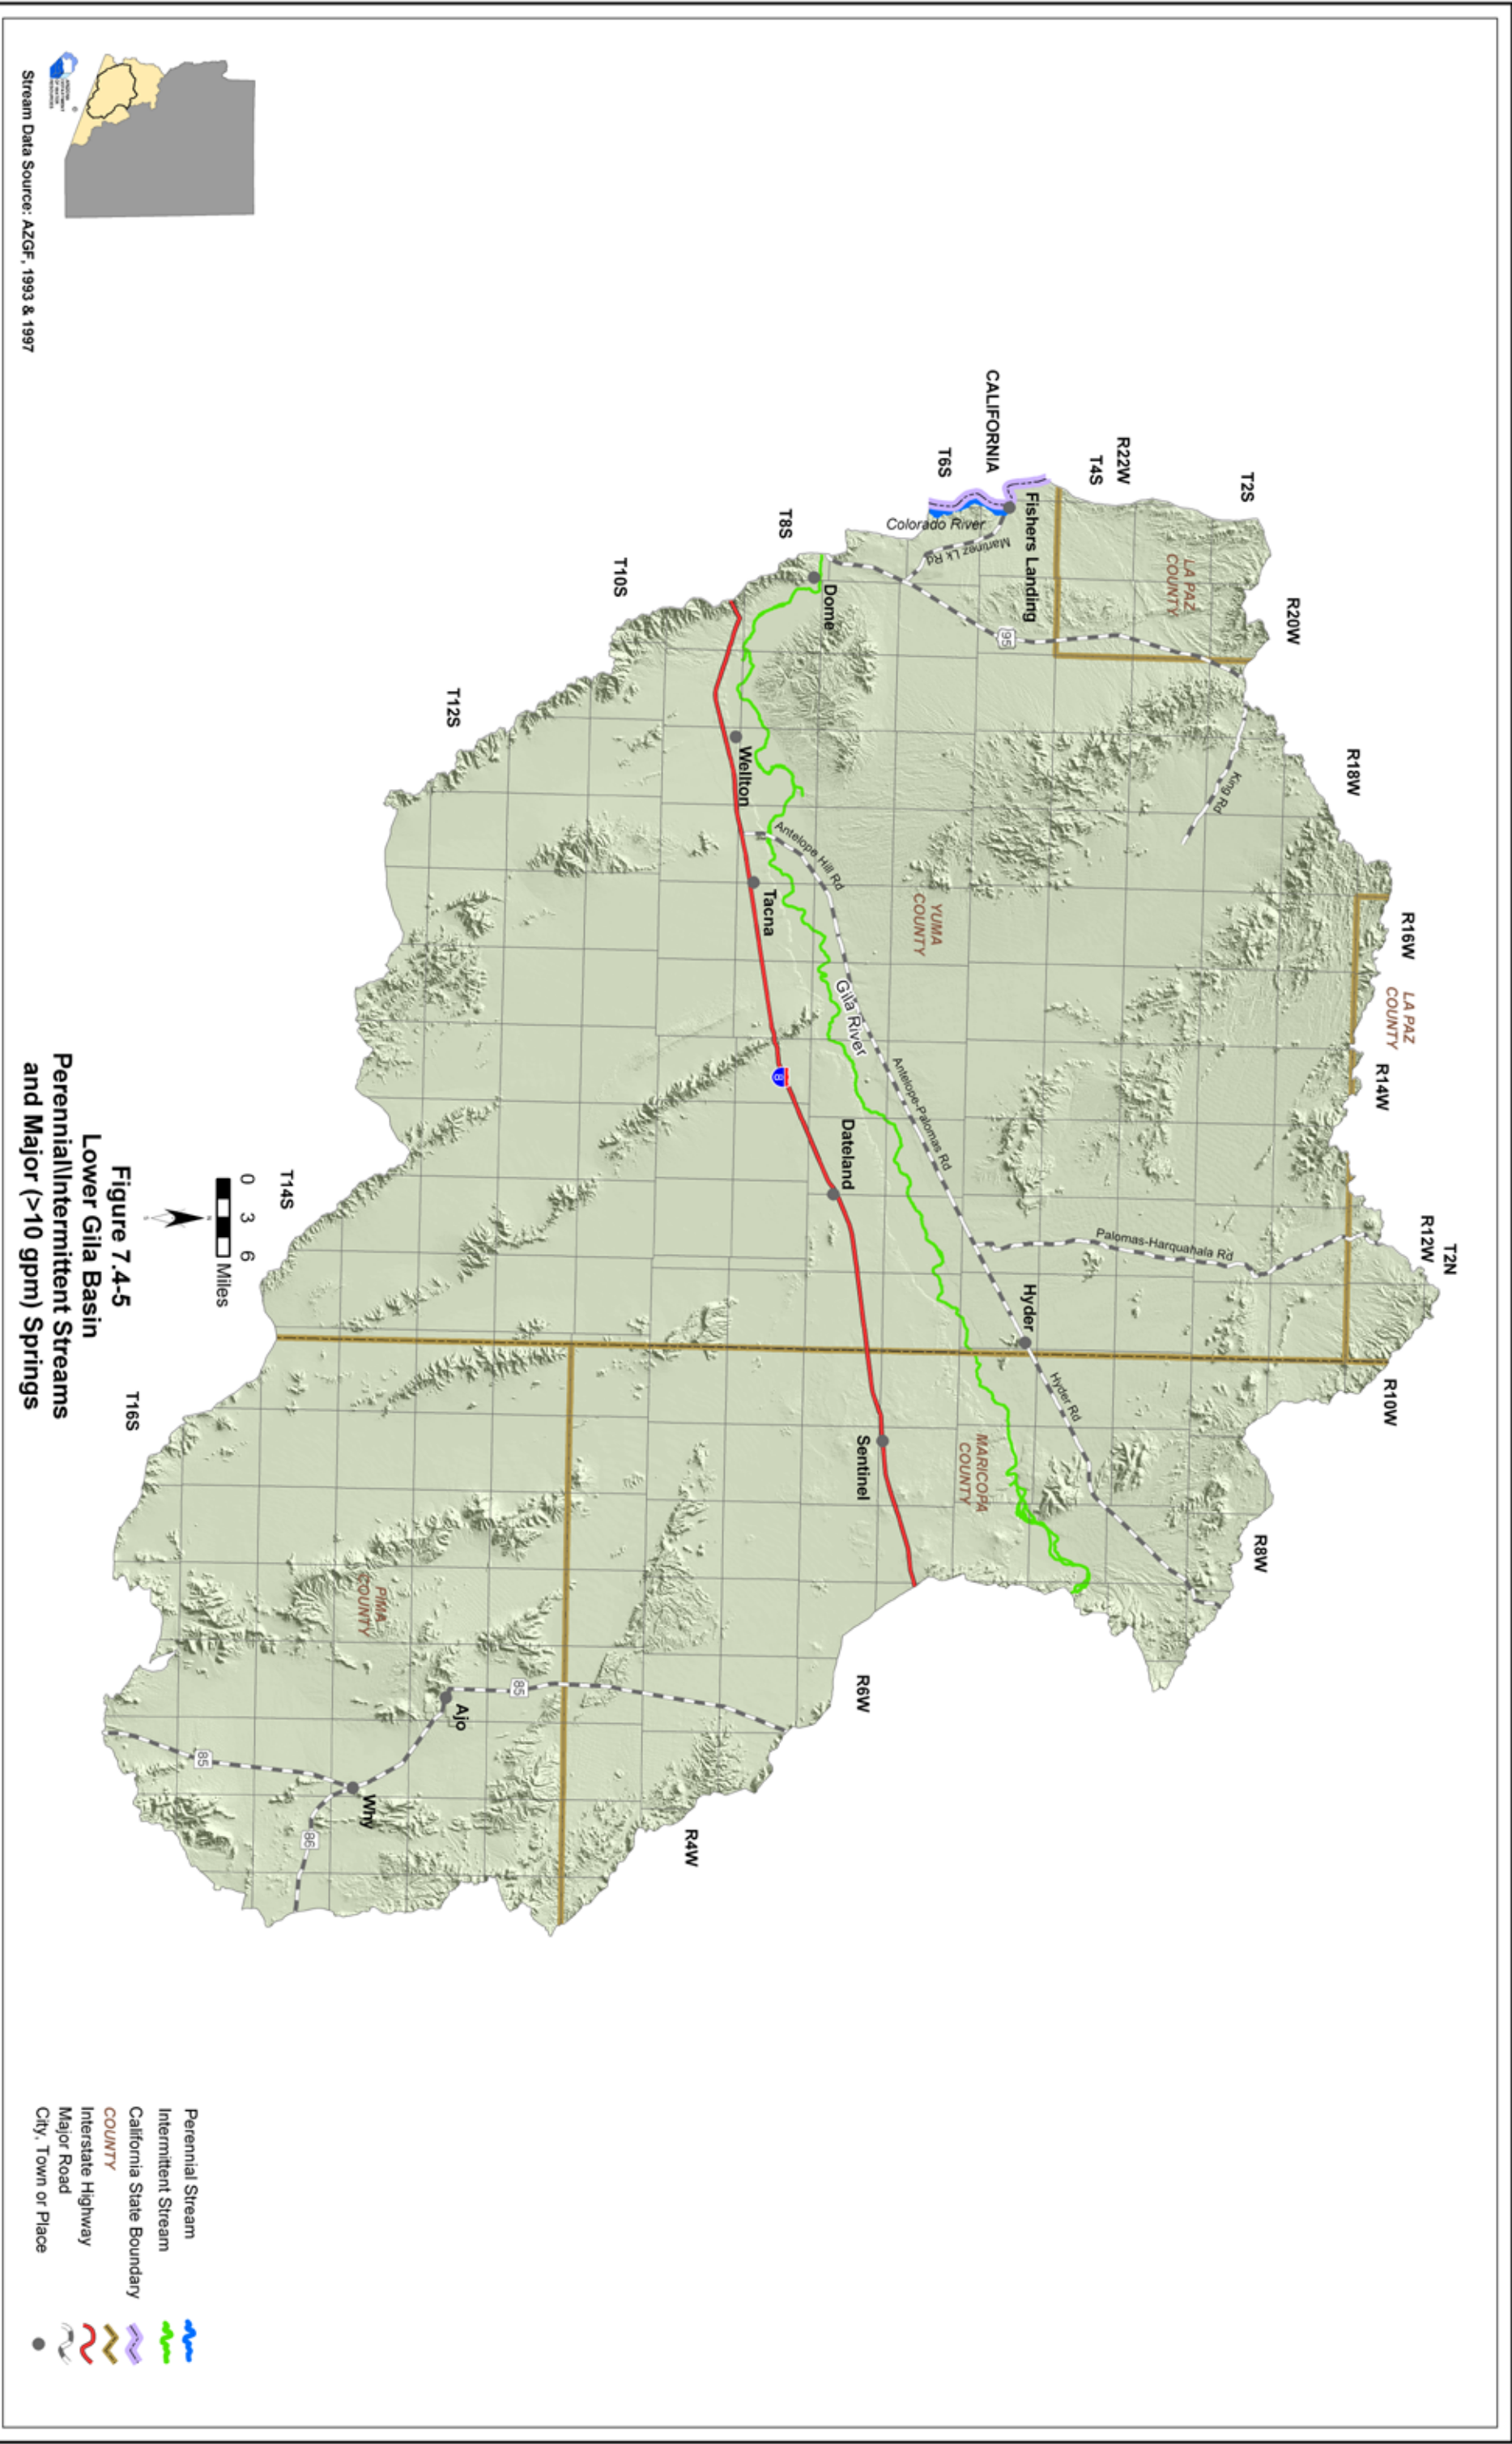 T2N
R12W
R10W
R16W
LA PAZ
COUNTY
R14W
R18W
R20W
R8W
T2S
R22W
T4S
LA PAZ
COUNTY
King Rd
Palomas-Harquahala Rd
CALIFORNIA
T6S
Fishers Landing
95
Martinez Lk Rd
Colorado River
YUMA
COUNTY
Hyder
Hyder Rd
MARICOPA
COUNTY
Antelope-Palomas Rd
Gila River
Antelope Hill Rd
T8S
Dome
Wellton
Tacna
8
Dateland
Sentinel
R6W
T10S
R4W
T12S
85
Ajo
PIMA
COUNTY
Why
86
85
T14S
T16S
0 3 6
Miles
Figure 7.4-5
Lower Gila Basin
Perennial\Intermittent Streams
and Major (>10 gpm) Springs
Perennial Stream
Intermittent Stream
California State Boundary
COUNTY
Interstate Highway
Major Road
City, Town or Place
Stream Data Source: AZGF, 1993 & 1997